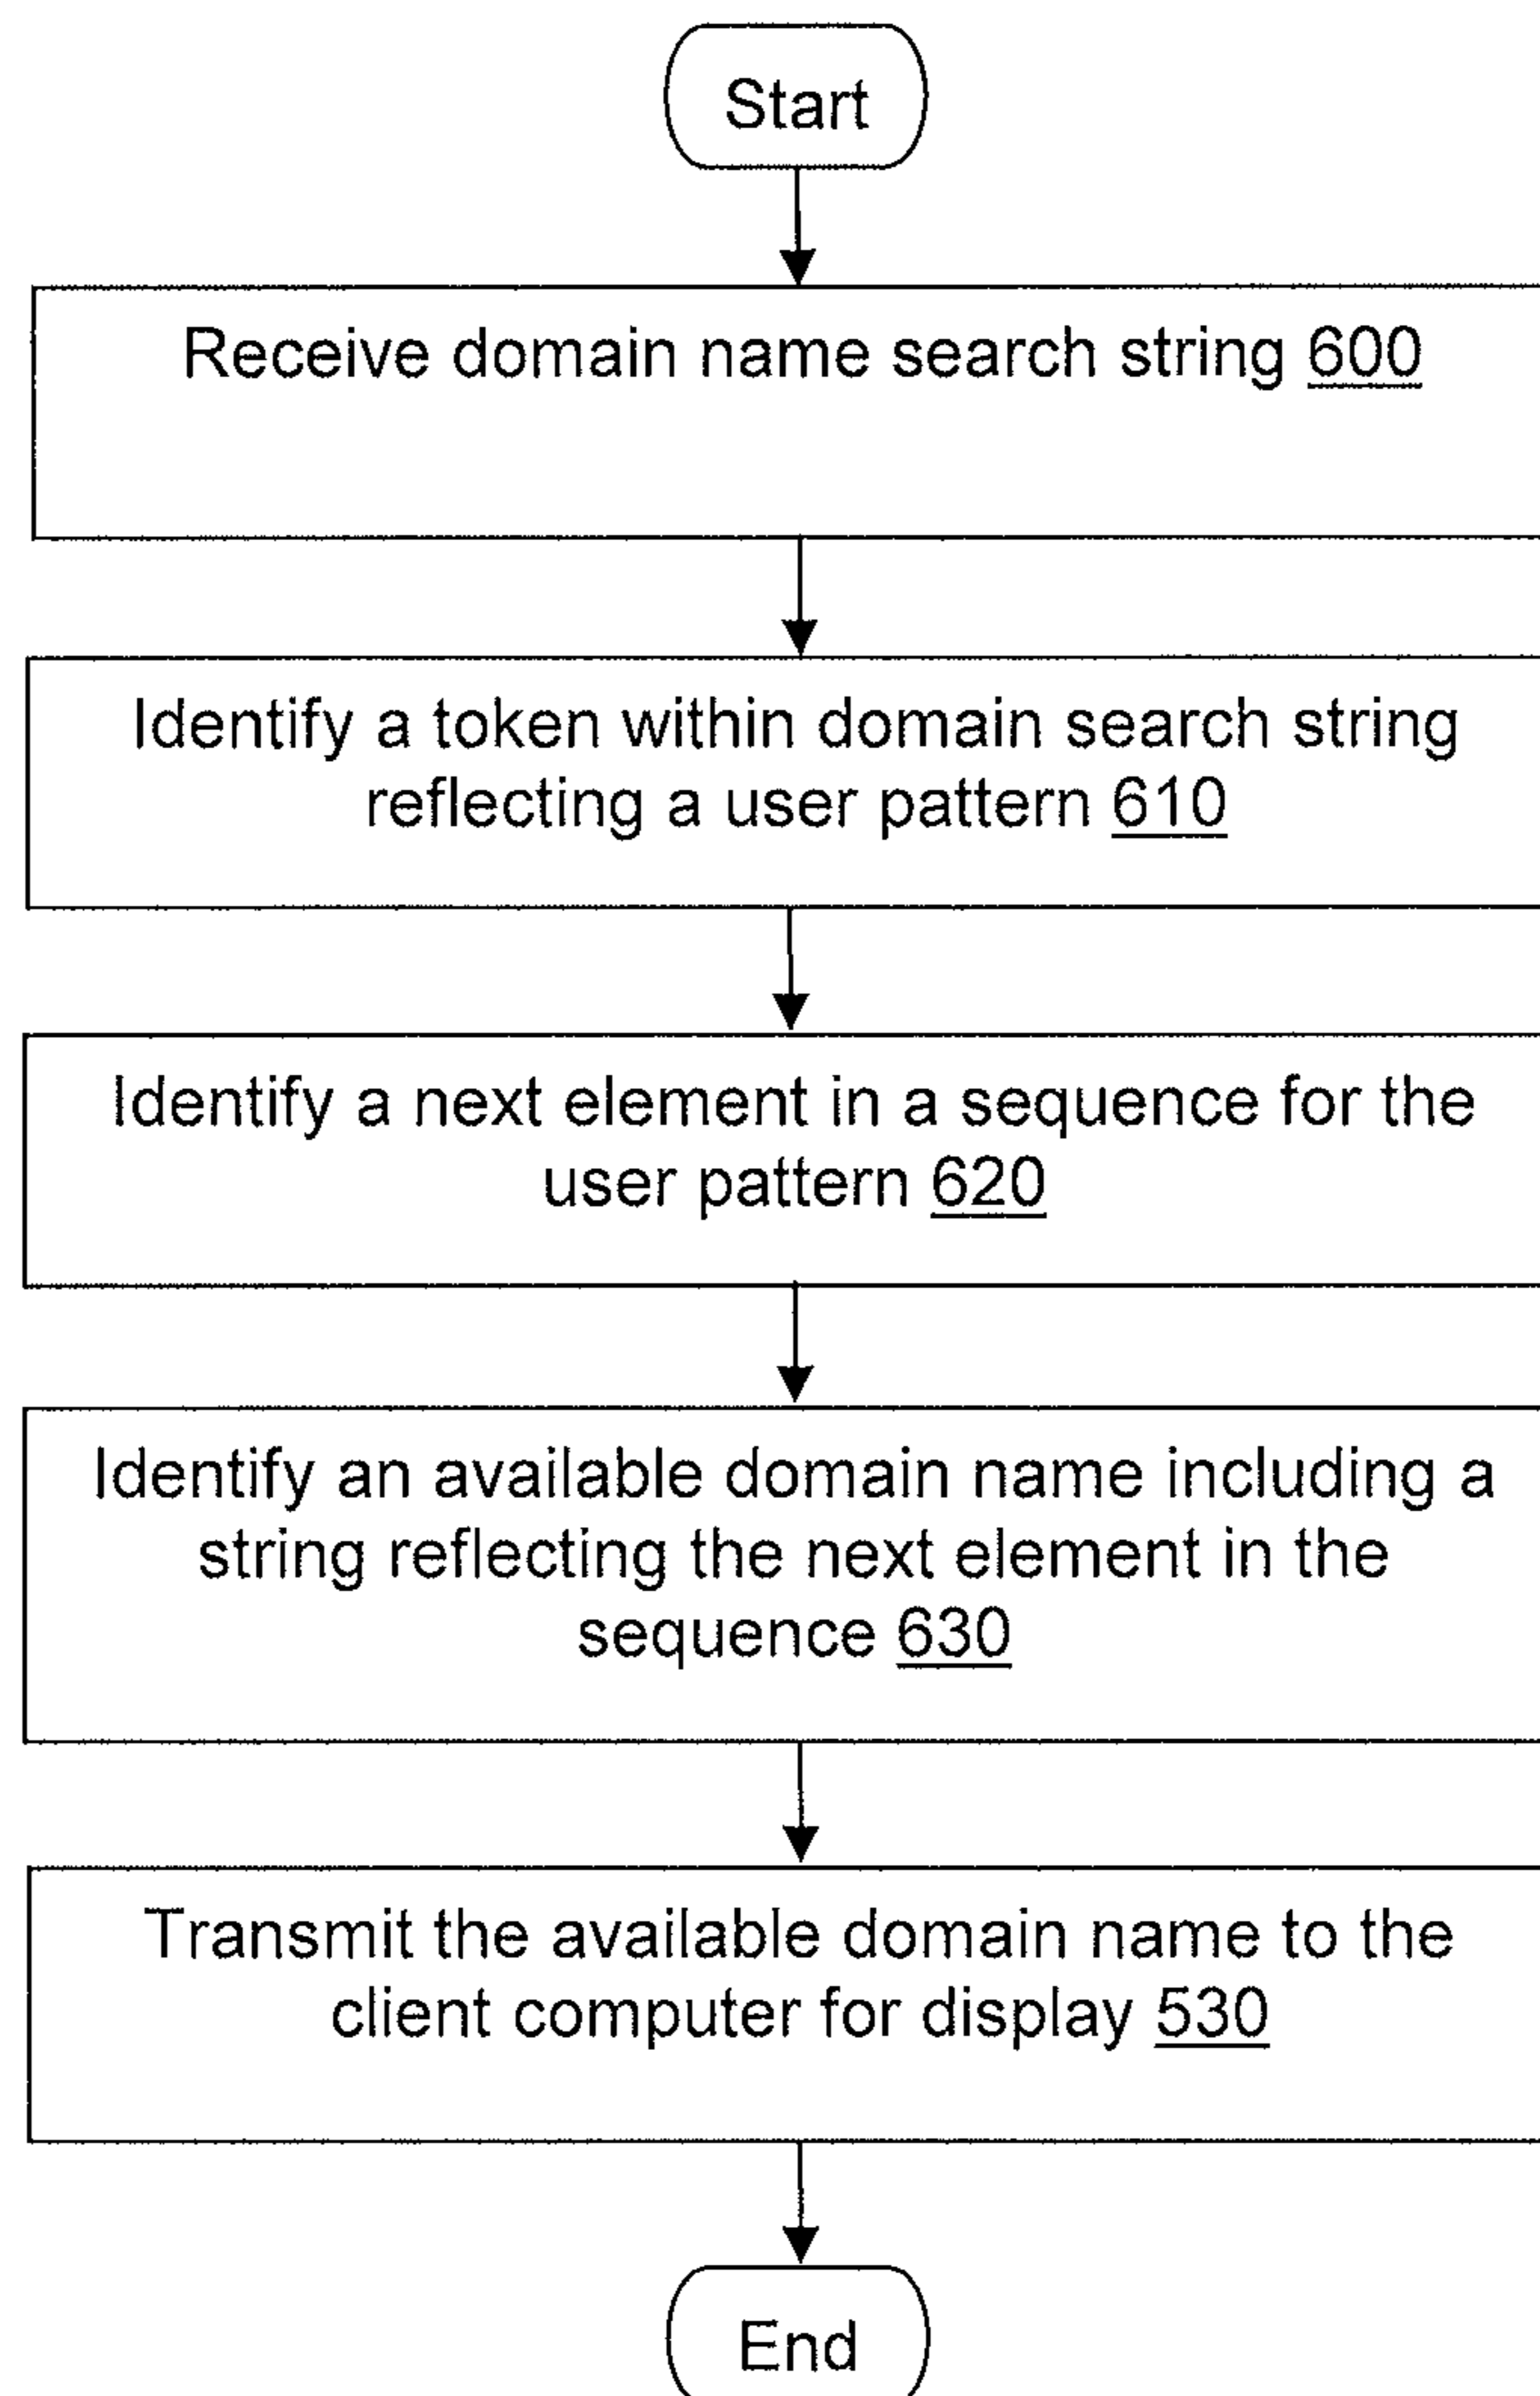 Start
Receive domain name search string 600
Identify a token within domain search string
reflecting a user pattern 610
Identify a next element in a sequence for the
user pattern 620
Identify an available domain name including a
string reflecting the next element in the
sequence 630
Transmit the available domain name to the
client computer for display 530
End